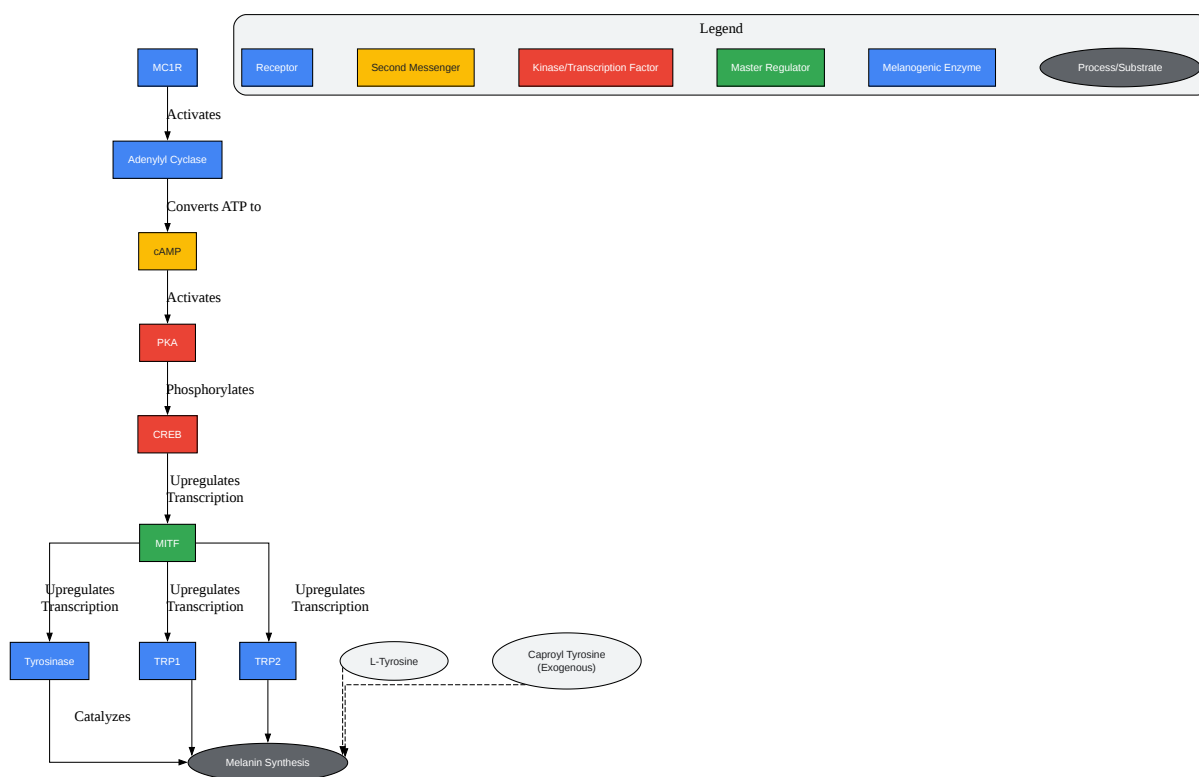 Legend
MC1R
Receptor
Second Messenger
Kinase/Transcription Factor
Master Regulator
Melanogenic Enzyme
Process/Substrate
Activates
Adenylyl Cyclase
Converts ATP to
cAMP
Activates
PKA
Phosphorylates
CREB
Upregulates
Transcription
MITF
Upregulates
Transcription
Upregulates
Transcription
Upregulates
Transcription
Tyrosinase
TRP1
TRP2
L-Tyrosine
Caproyl Tyrosine
(Exogenous)
Catalyzes
Melanin Synthesis